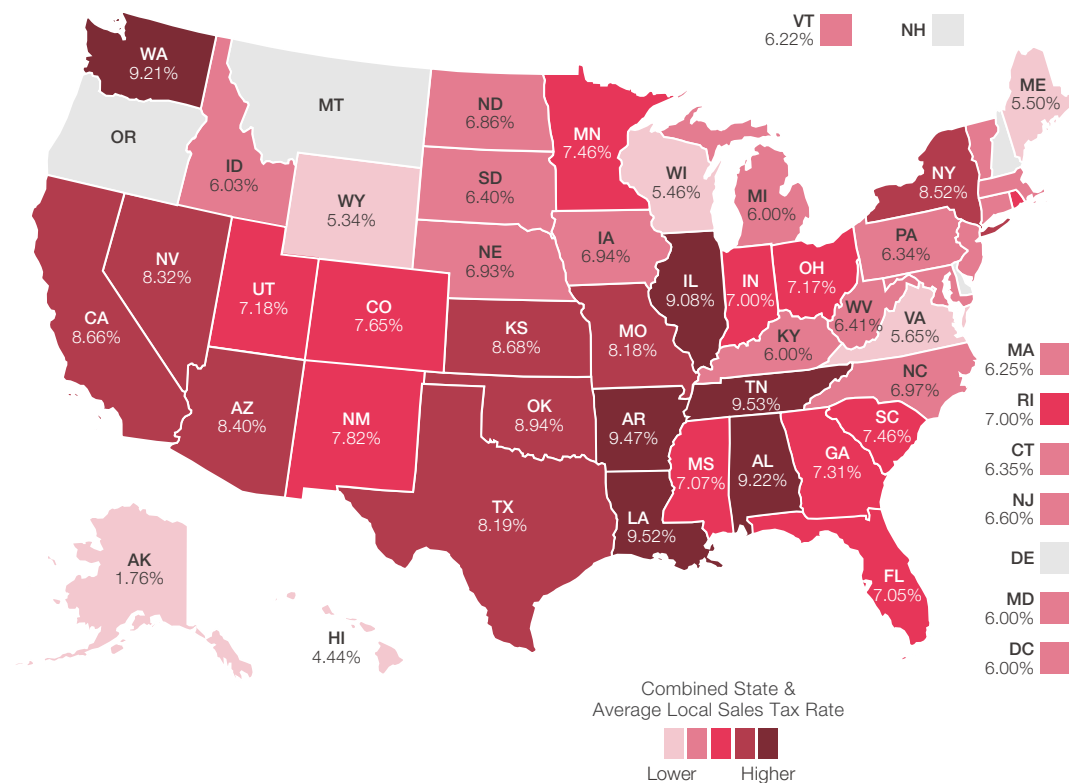 VT
6.22%
NH
WA
9.21%
MT
ND
6.86%
MN
7.46%
ME
5.50%
OR
ID
6.03%
WY
5.34%
SD
6.40%
WI
5.46%
MI
6.00%
NY
8.52%
NV
8.32%
UT
7.18%
CO
7.65%
NE
6.93%
IA
6.94%
IL
9.08%
IN
7.00%
OH
7.17%
PA
6.34%
WV
6.41%
VA
5.65%
CA
8.66%
KS
8.68%
MO
8.18%
KY
6.00%
NC
6.97%
AZ
8.40%
NM
7.82%
OK
8.94%
AR
9.47%
TN
9.53%
SC
7.46%
MS
7.07%
AL
9.22%
GA
7.31%
TX
8.19%
LA
9.52%
FL
7.05%
AK
1.76%
HI
4.44%
MA
6.25%
RI
7.00%
CT
6.35%
NJ
6.60%
DE
MD
6.00%
DC
6.00%
Combined State &
Average Local Sales Tax Rate
Lower Higher